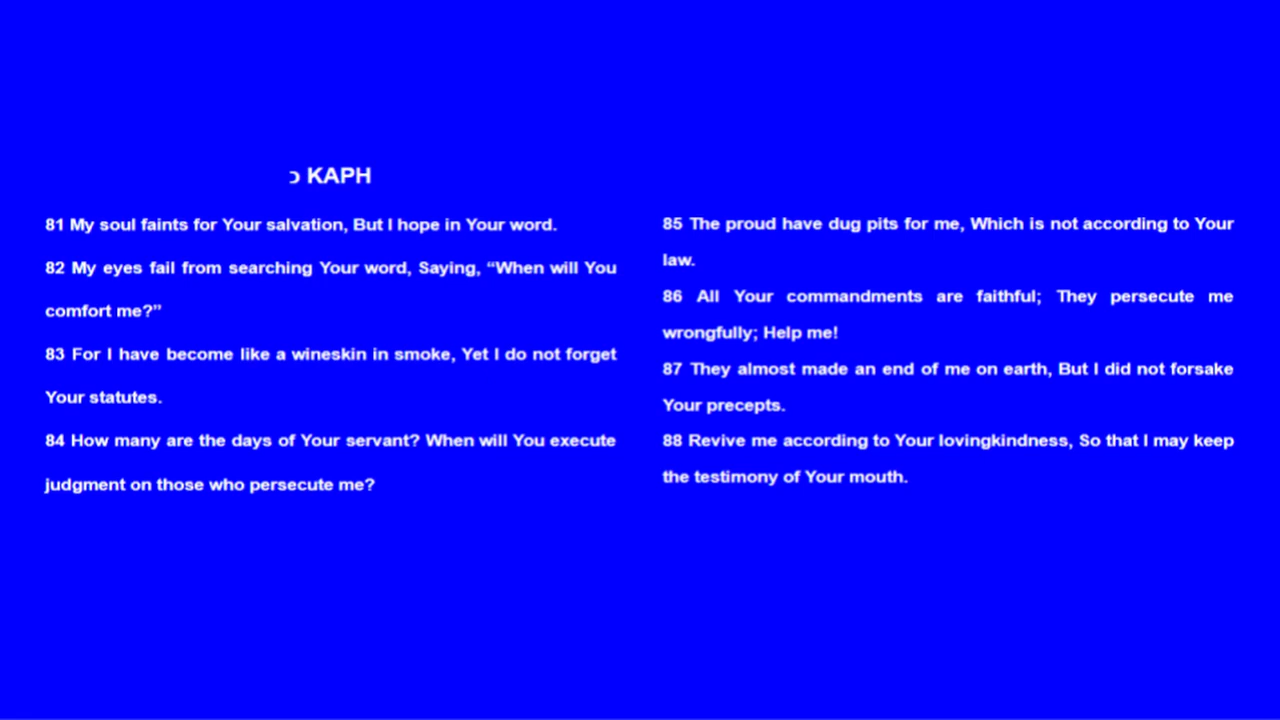 כ KAPH
81 My soul faints for Your salvation, But I hope in Your word.
82 My eyes fail from searching Your word, Saying, “When will You
comfort me?”
83 For I have become like a wineskin in smoke, Yet I do not forget
Your statutes.
84 How many are the days of Your servant? When will You execute
judgment on those who persecute me?
85 The proud have dug pits for me, Which is not according to Your
law.
86 All Your commandments are faithful; They persecute me
wrongfully; Help me!
87 They almost made an end of me on earth, But I did not forsake
Your precepts.
88 Revive me according to Your lovingkindness, So that I may keep
the testimony of Your mouth.